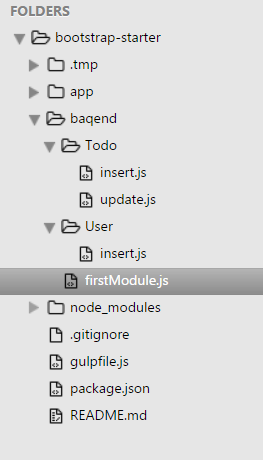 FOLDERS
bootstrap-starter
.tmp
app
baqend
Todo
insert.js
update.js
User
insert.js
firstModule.js
node_modules
.gitignore
gulpfile.js
package.json
README.md